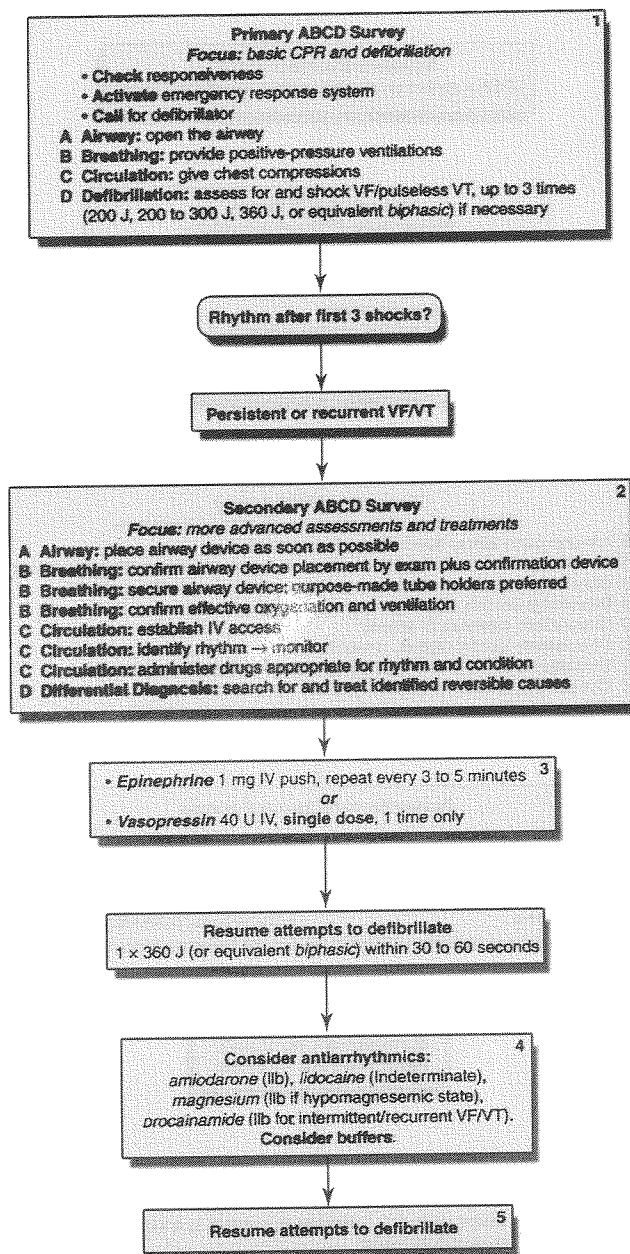 1
Primary ABCD Survey
Focus: basic CPR and defibrillation
• Check responsiveness
• Activate emergency response system
• Call for defibrillator
A Airway: open the airway
B Breathing: provide positive-pressure ventilations
C Circulation: give chest compressions
D Defibrillation: assess for and shock VF/pulseless VT, up to 3 times
(200 J, 200 to 300 J, 360 J, or equivalent biphasic) if necessary
Rhythm after first 3 shocks?
Persistent or recurrent VF/VT
2
Secondary ABCD Survey
Focus: more advanced assessments and treatments
A Airway: place airway device as soon as possible
B Breathing: confirm airway device placement by exam plus confirmation device
B Breathing: secure airway device; purpose-made tube holders preferred
B Breathing: confirm effective oxygenation and ventilation
C Circulation: establish IV access
C Circulation: identify rhythm → monitor
C Circulation: administer drugs appropriate for rhythm and condition
D Differential Diagnosis: search for and treat identified reversible causes
3
• Epinephrine 1 mg IV push, repeat every 3 to 5 minutes
or
• Vasopressin 40 U IV, single dose, 1 time only
Resume attempts to defibrillate
1 × 360 J (or equivalent biphasic) within 30 to 60 seconds
4
Consider antiarrhythmics:
amiodarone (IIb), lidocaine (Indeterminate),
magnesium (IIb if hypomagnesemic state),
procainamide (IIb for intermittent/recurrent VF/VT).
Consider buffers.
5
Resume attempts to defibrillate